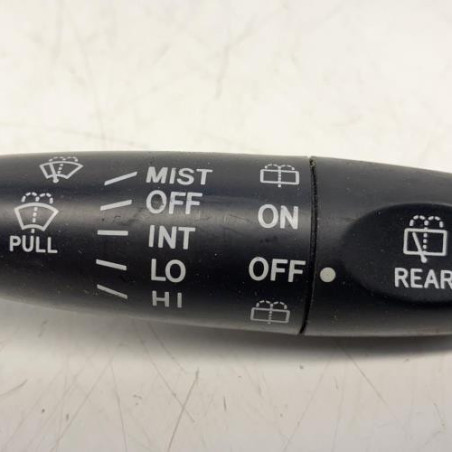 PULL
MIST
OFF
INT
LO
HI
ON
OFF
REAR